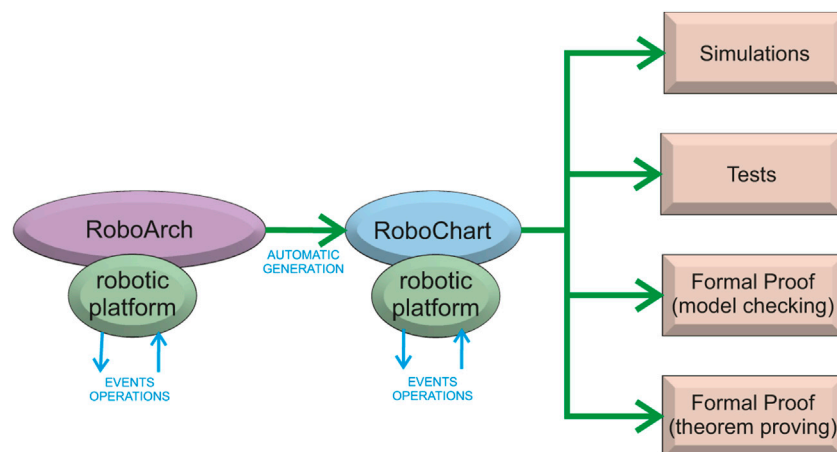 RoboArch
robotic
platform
EVENTS
OPERATIONS
AUTOMATIC
GENERATION
RoboChart
robotic
platform
EVENTS
OPERATIONS
Simulations
Tests
Formal Proof
(model checking)
Formal Proof
(theorem proving)